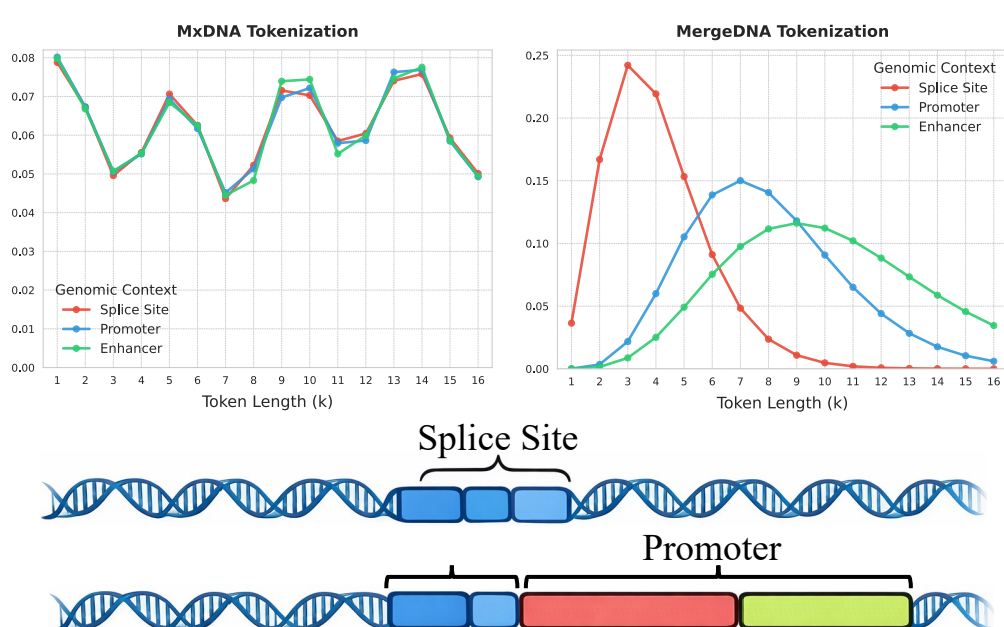 MxDNA Tokenization
0.08
0.07
0.06
0.05
0.04
0.03
0.02
0.01
0.00
Genomic Context
Splice Site
Promoter
Enhancer
1 2 3 4 5 6 7 8 9 10 11 12 13 14 15 16
Token Length (k)
MergeDNA Tokenization
0.25
0.20
0.15
0.10
0.05
0.00
Genomic Context
Splice Site
Promoter
Enhancer
1 2 3 4 5 6 7 8 9 10 11 12 13 14 15 16
Token Length (k)
Splice Site
Promoter